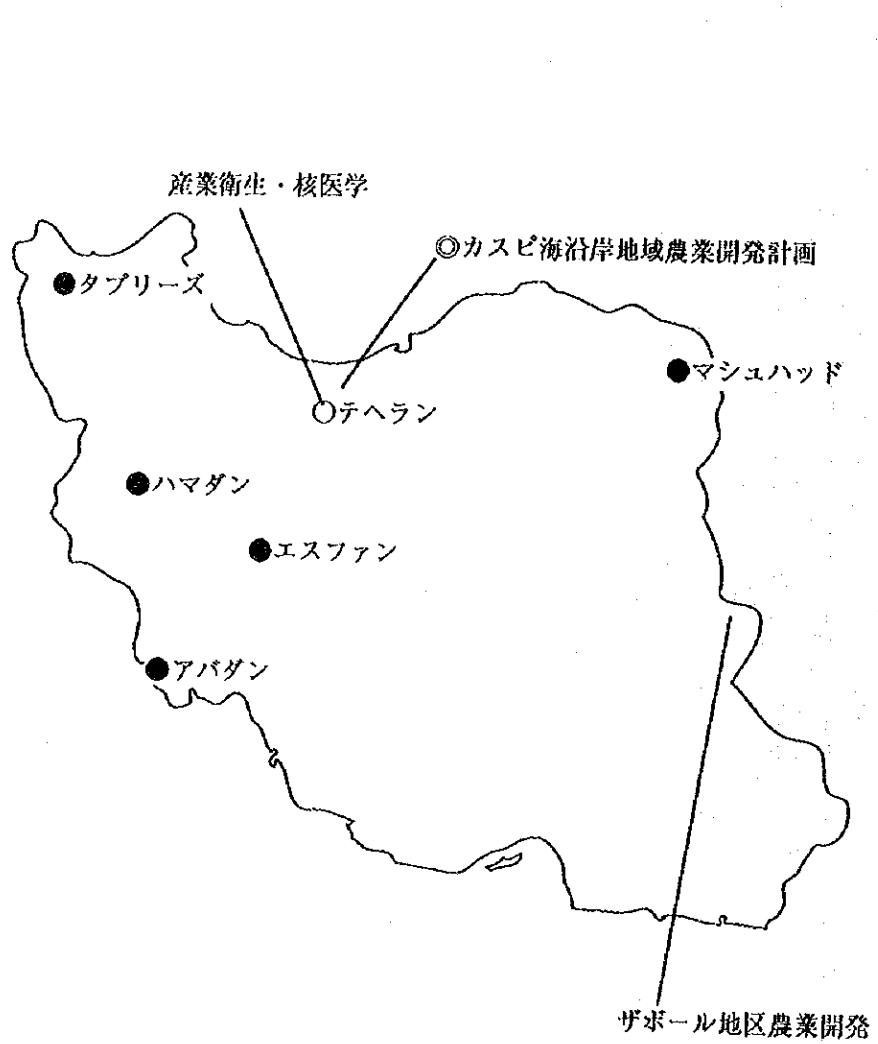 産業衛生・核医学
◎カスピ海沿岸地域農業開発計画
●タブリーズ
●マシュハッド
○テヘラン
●ハマダン
●エスファン
●アバダン
ザボール地区農業開発